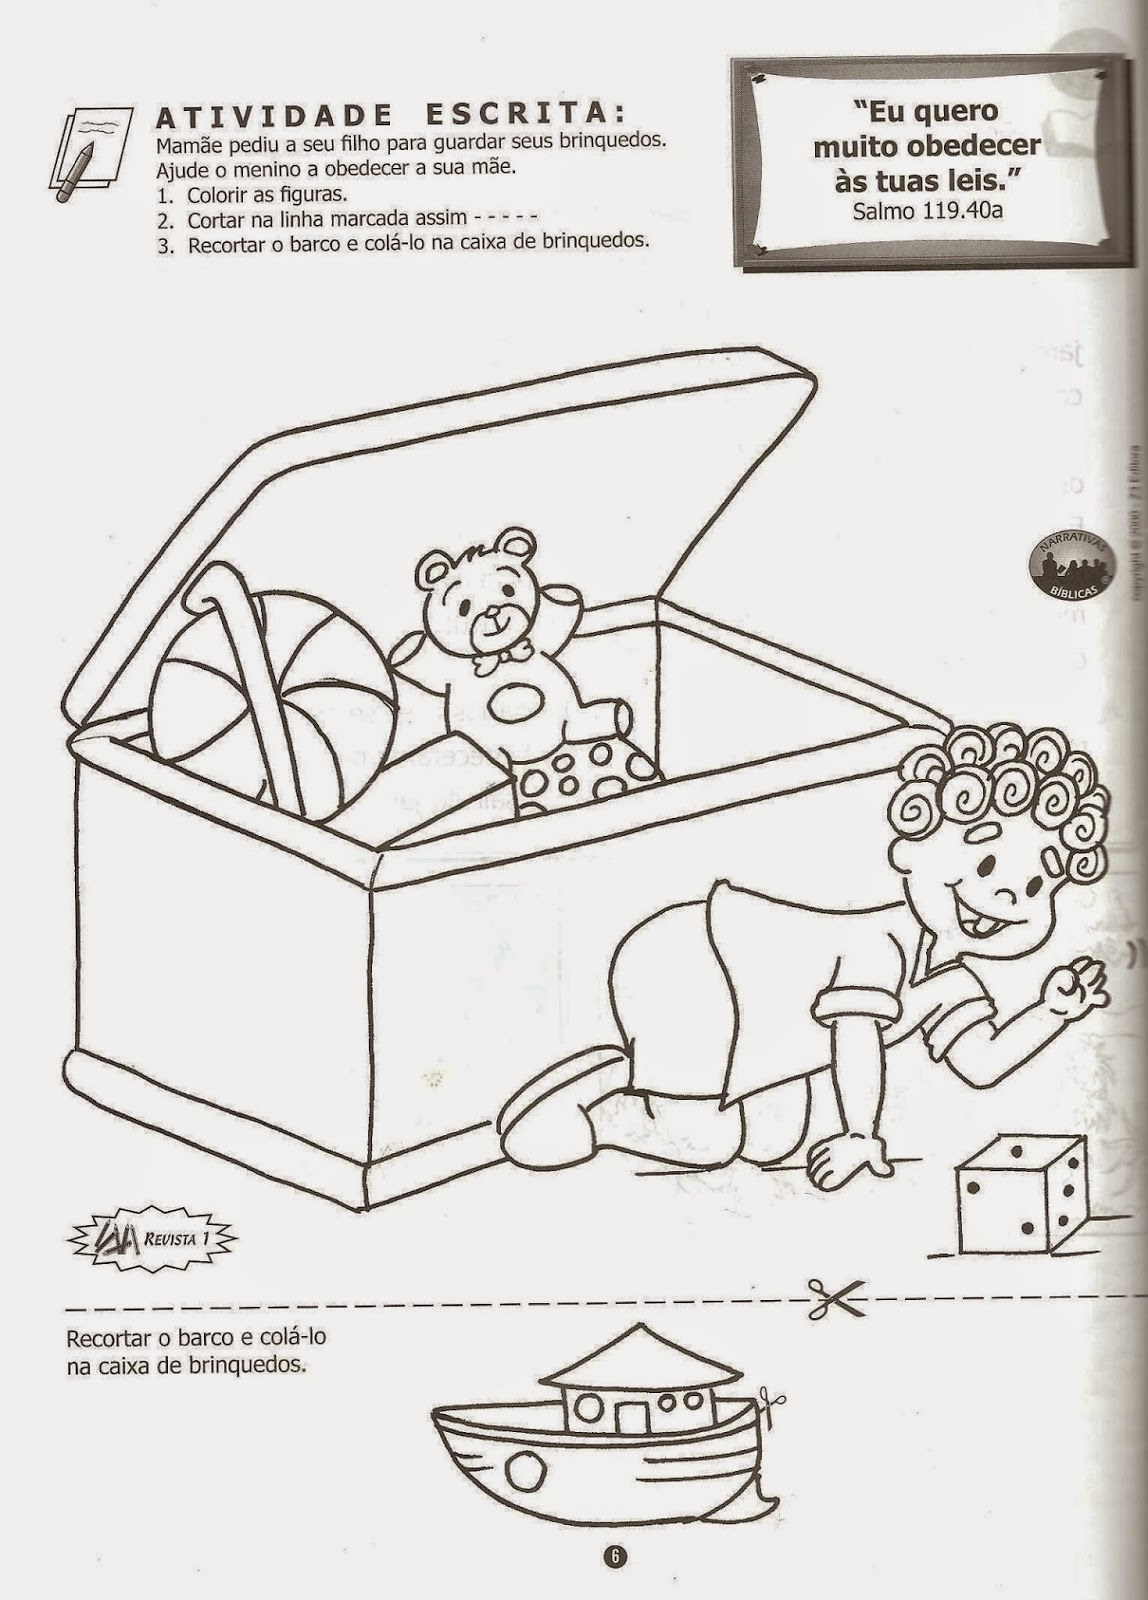 ATIVIDADE ESCRITA:
Mamãe pediu a seu filho para guardar seus brinquedos.
Ajude o menino a obedecer a sua mãe.
1. Colorir as figuras.
2. Cortar na linha marcada assim - - - - -
3. Recortar o barco e colá-lo na caixa de brinquedos.
“Eu quero
muito obedecer
às tuas leis.”
Salmo 119.40a
NARRATIVAS
BÍBLICAS
REVISTA 1
Recortar o barco e colá-lo
na caixa de brinquedos.
6